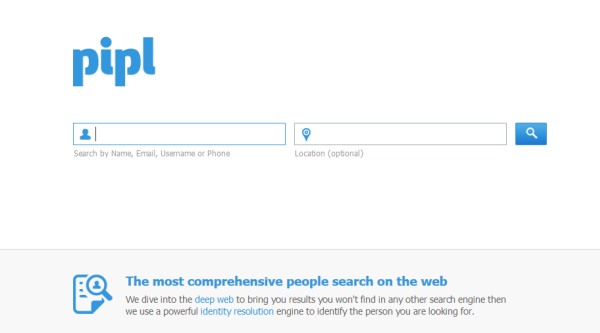 pipl
Search by Name, Email, Username or Phone
Location (optional)
The most comprehensive people search on the web
We dive into the deep web to bring you results you won't find in any other search engine then
we use a powerful identity resolution engine to identify the person you are looking for.